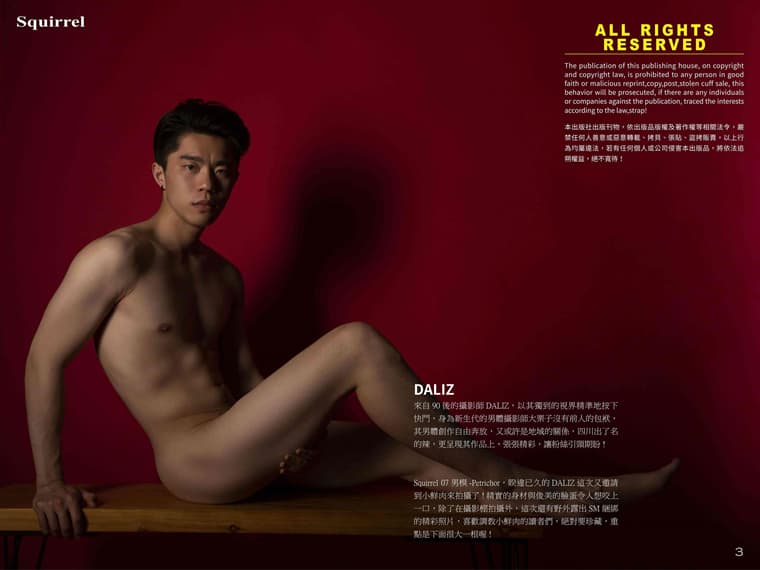 Squirrel
ALL RIGHTS
RESERVED
The publication of this publishing house, on copyright
and copyright law, is prohibited to any person in good
faith or malicious reprint,copy,post,stolen cuff sale, this
behavior will be prosecuted, if there are any individuals
or companies against the publication, traced the interests
according to the law,strap!
本出版社出版刊物，依出版品版權及著作權等相關法令，嚴
禁任何人善意或惡意轉載、拷貝、張貼、盜拷販賣，以上行
為均屬違法，若有任何個人或公司侵害本出版品，將依法追
朔權益，絕不寬待！
DALIZ
來自 90 後的攝影師 DALIZ，以其獨到的視界精準地按下
快門，身為新生代的男體攝影師大栗子沒有前人的包袱，
其男體創作自由奔放，又或許是地域的關係，四川出了名
的辣，更呈現其作品上，張張精彩，讓粉絲引領期盼！
Squirrel 07 男模 -Petrichor，睽違已久的 DALIZ 這次又邀請
到小鮮肉來拍攝了！精實的身材與俊美的臉蛋令人想咬上
一口，除了在攝影棚拍攝外，這次還有野外露出 SM 綑綁
的精彩照片，喜歡調教小鮮肉的讀者們，絕對要珍藏，重
點是下面很大一根喔！
3